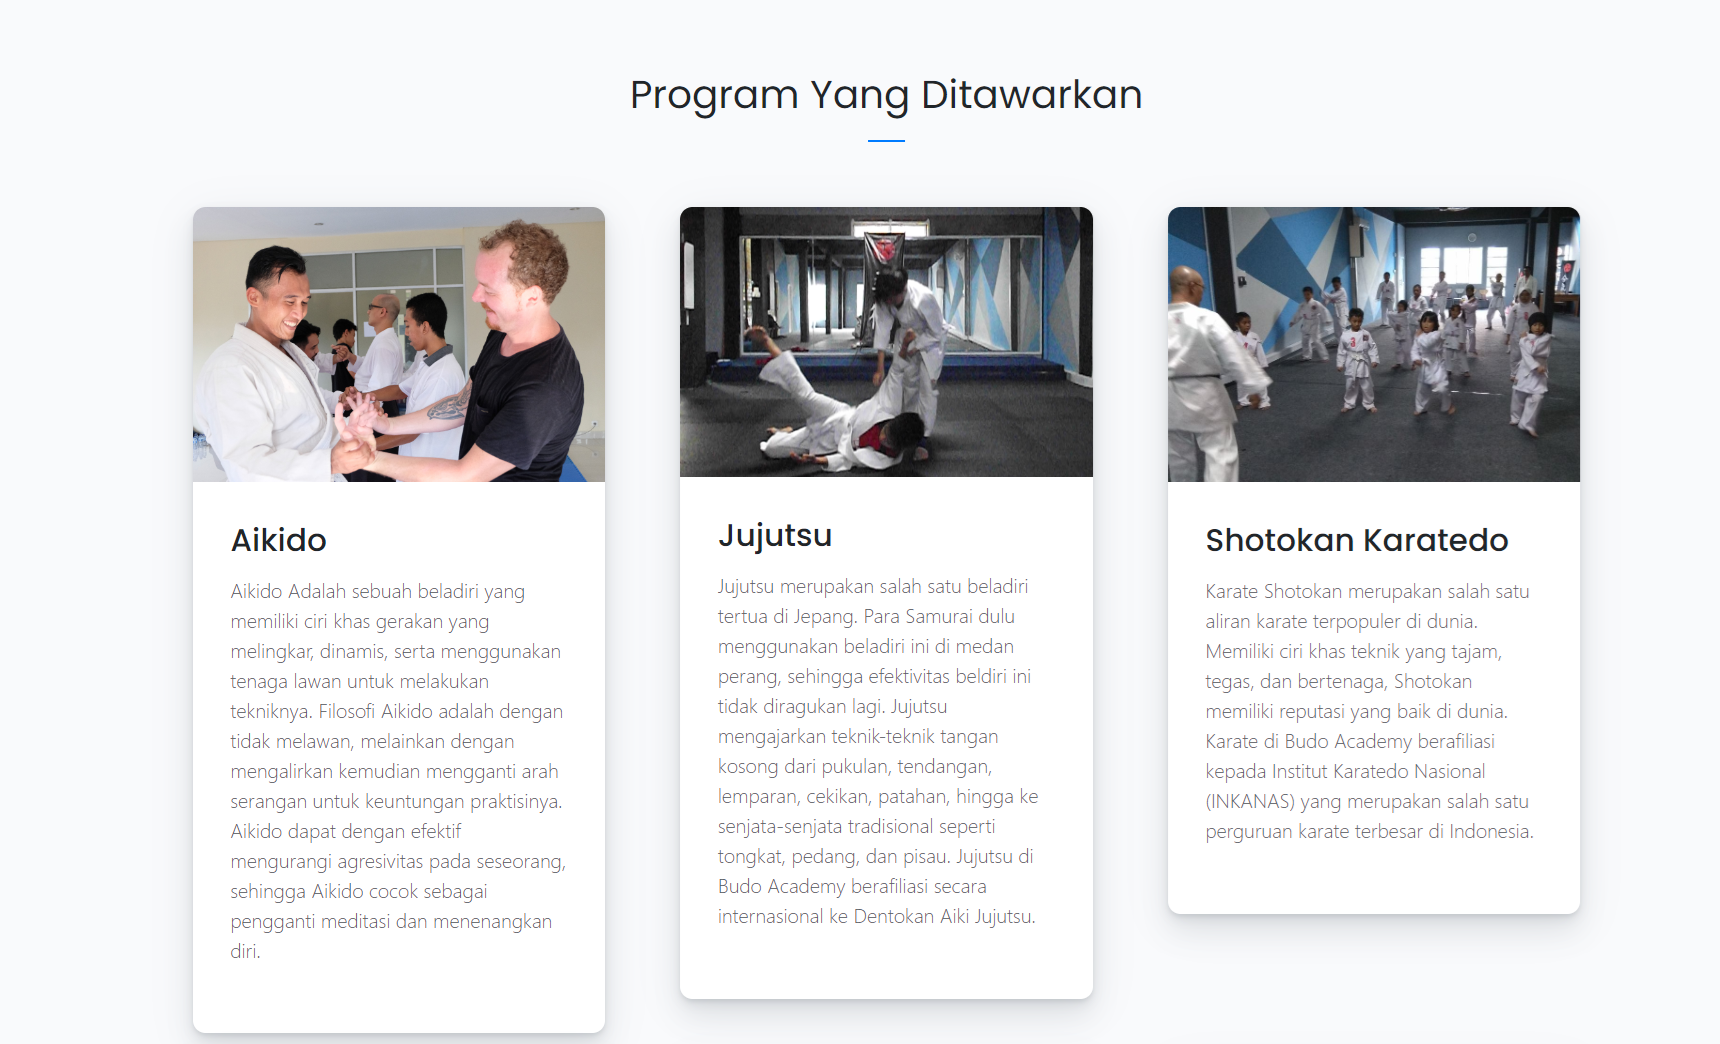 Program Yang Ditawarkan
Aikido
Aikido Adalah sebuah beladiri yang
memiliki ciri khas gerakan yang
melingkar, dinamis, serta menggunakan
tenaga lawan untuk melakukan
tekniknya. Filosofi Aikido adalah dengan
tidak melawan, melainkan dengan
mengalirkan kemudian mengganti arah
serangan untuk keuntungan praktisinya.
Aikido dapat dengan efektif
mengurangi agresivitas pada seseorang,
sehingga Aikido cocok sebagai
pengganti meditasi dan menenangkan
diri.
Jujutsu
Jujutsu merupakan salah satu beladiri
tertua di Jepang. Para Samurai dulu
menggunakan beladiri ini di medan
perang, sehingga efektivitas beldiri ini
tidak diragukan lagi. Jujutsu
mengajarkan teknik-teknik tangan
kosong dari pukulan, tendangan,
lemparan, cekikan, patahan, hingga ke
senjata-senjata tradisional seperti
tongkat, pedang, dan pisau. Jujutsu di
Budo Academy berafiliasi secara
internasional ke Dentokan Aiki Jujutsu.
Shotokan Karatedo
Karate Shotokan merupakan salah satu
aliran karate terpopuler di dunia.
Memiliki ciri khas teknik yang tajam,
tegas, dan bertenaga, Shotokan
memiliki reputasi yang baik di dunia.
Karate di Budo Academy berafiliasi
kepada Institut Karatedo Nasional
(INKANAS) yang merupakan salah satu
perguruan karate terbesar di Indonesia.